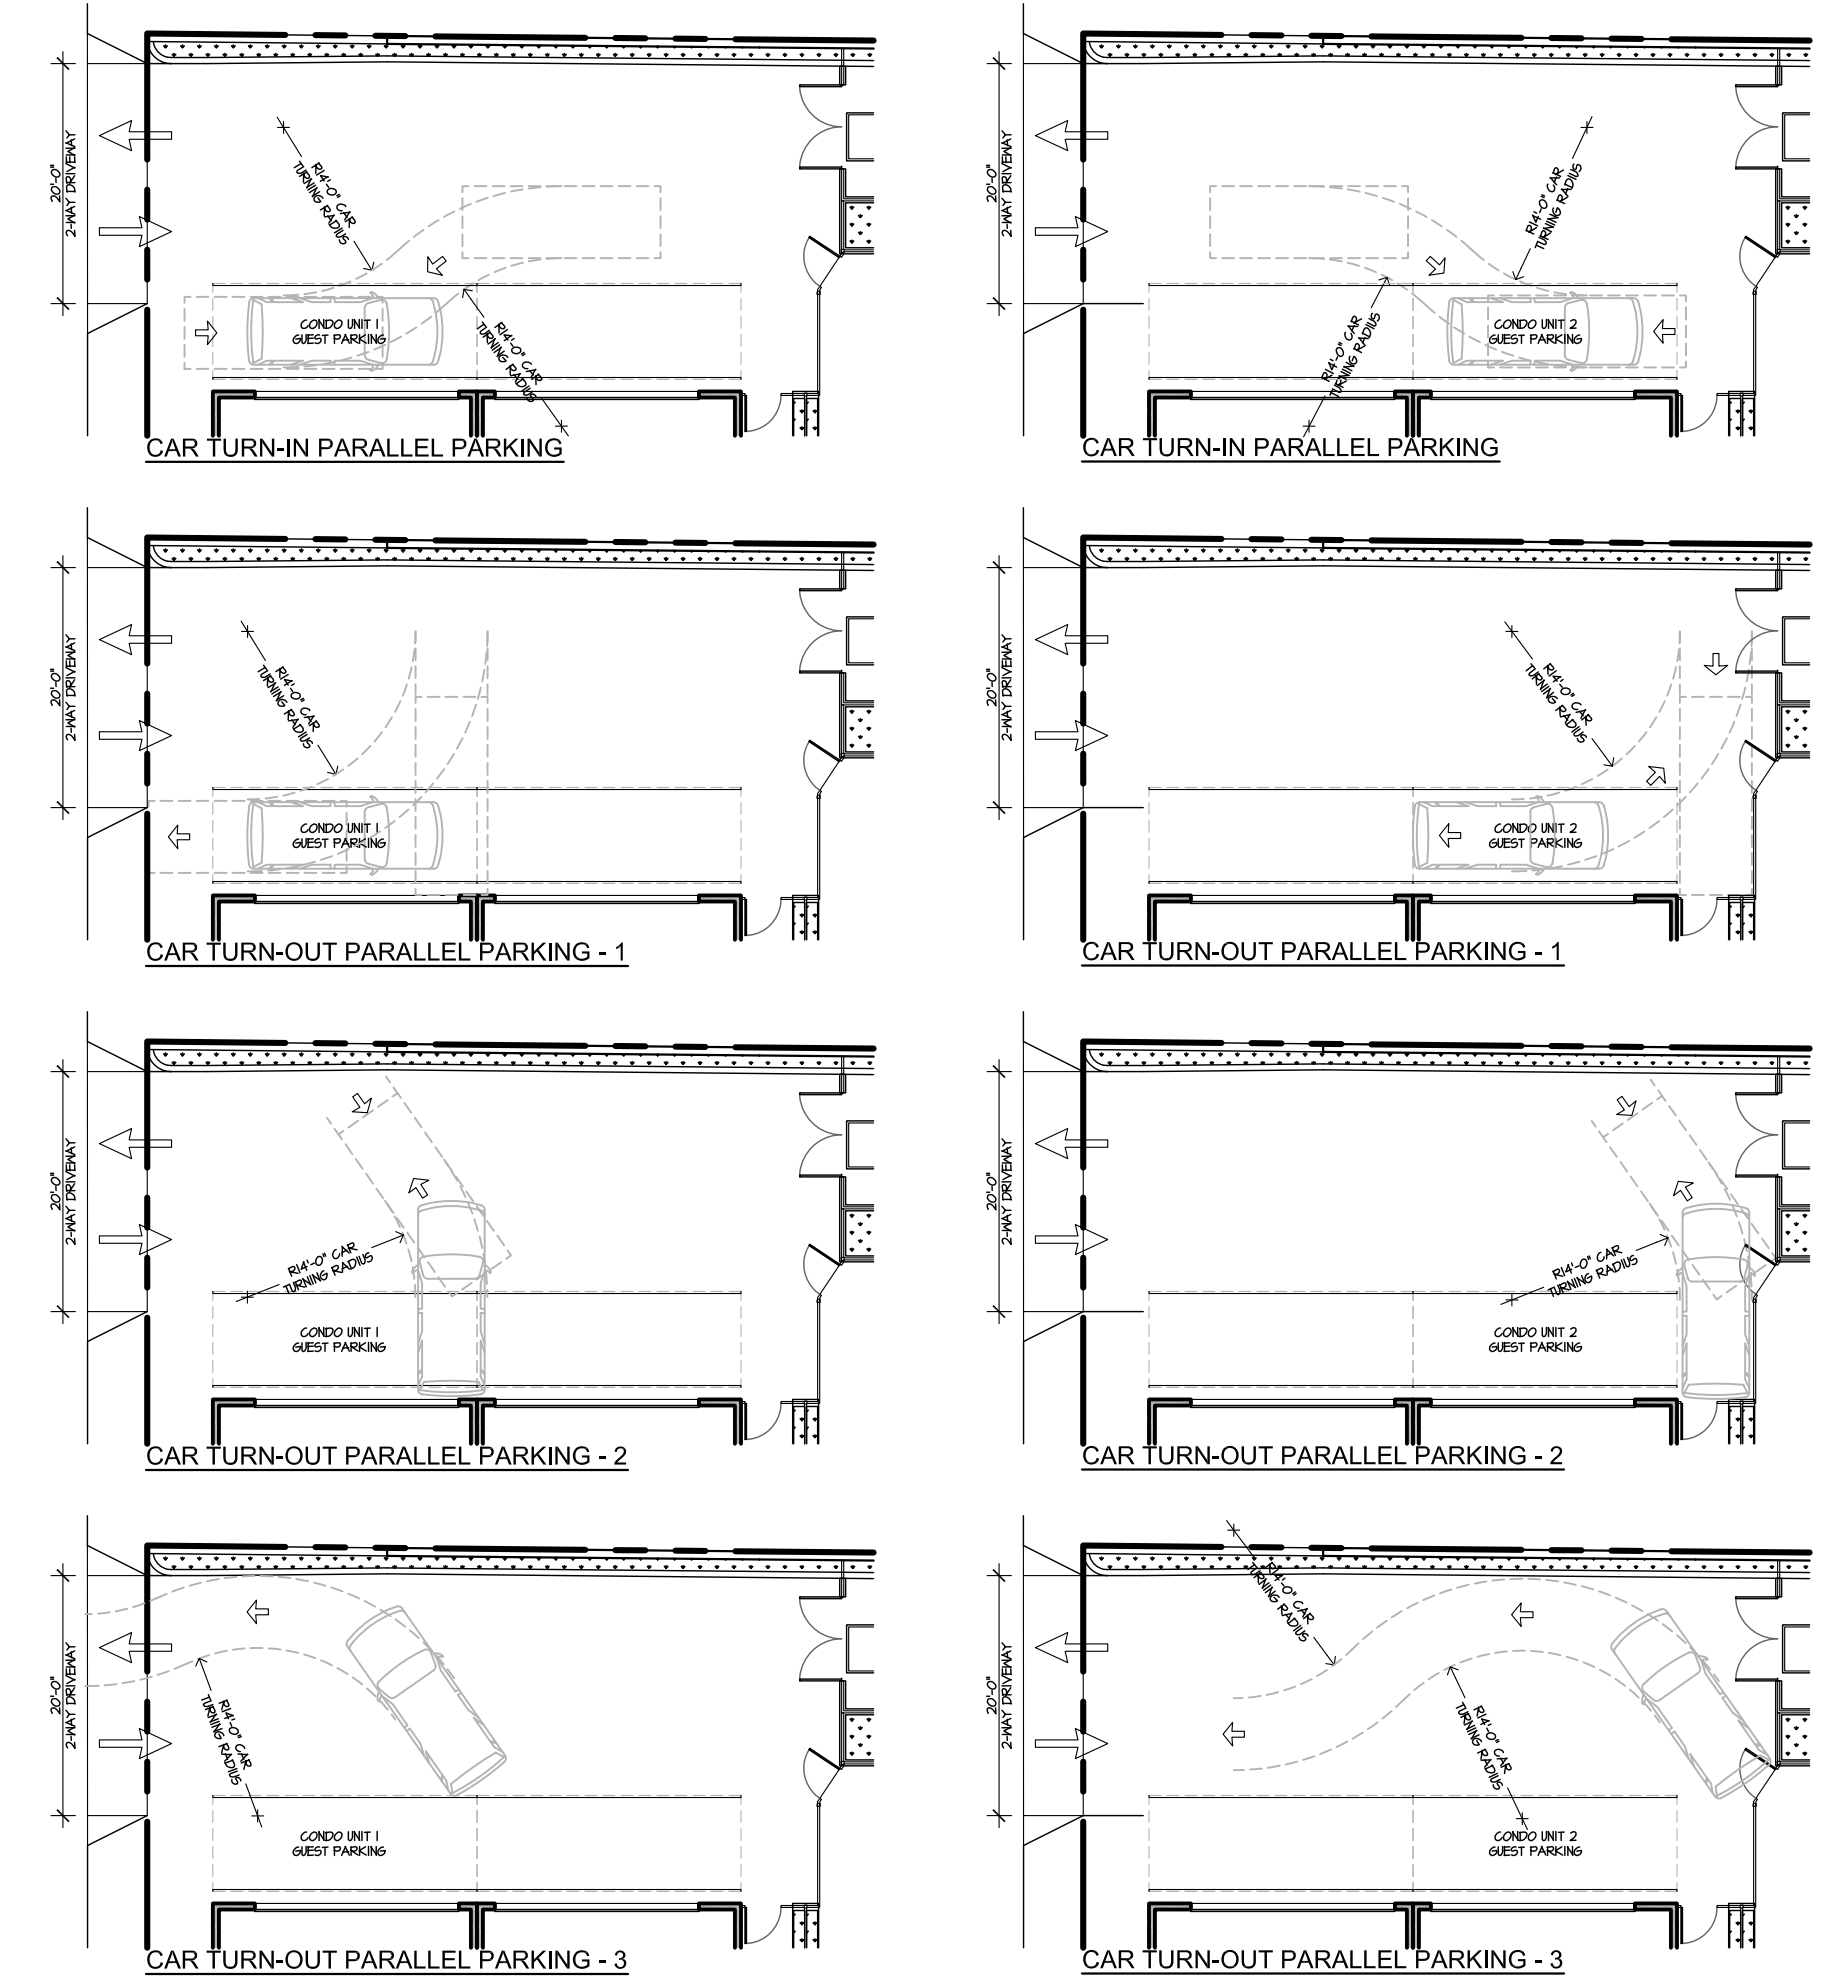 20'-0"
2-WAY DRIVEWAY
R14'-0" CAR
TURNING RADIUS
CONDO UNIT 1
GUEST PARKING
R14'-0" CAR
TURNING RADIUS
CAR TURN-IN PARALLEL PARKING
20'-0"
2-WAY DRIVEWAY
R14'-0" CAR
TURNING RADIUS
R14'-0" CAR
TURNING RADIUS
CONDO UNIT 2
GUEST PARKING
CAR TURN-IN PARALLEL PARKING
20'-0"
2-WAY DRIVEWAY
R14'-0" CAR
TURNING RADIUS
CONDO UNIT 1
GUEST PARKING
CAR TURN-OUT PARALLEL PARKING - 1
20'-0"
2-WAY DRIVEWAY
R14'-0" CAR
TURNING RADIUS
CONDO UNIT 2
GUEST PARKING
CAR TURN-OUT PARALLEL PARKING - 1
20'-0"
2-WAY DRIVEWAY
R14'-0" CAR
TURNING RADIUS
CONDO UNIT 1
GUEST PARKING
CAR TURN-OUT PARALLEL PARKING - 2
20'-0"
2-WAY DRIVEWAY
R14'-0" CAR
TURNING RADIUS
CONDO UNIT 2
GUEST PARKING
CAR TURN-OUT PARALLEL PARKING - 2
20'-0"
2-WAY DRIVEWAY
R14'-0" CAR
TURNING RADIUS
CONDO UNIT 1
GUEST PARKING
CAR TURN-OUT PARALLEL PARKING - 3
20'-0"
2-WAY DRIVEWAY
R14'-0" CAR
TURNING RADIUS
R14'-0" CAR
TURNING RADIUS
CONDO UNIT 2
GUEST PARKING
CAR TURN-OUT PARALLEL PARKING - 3